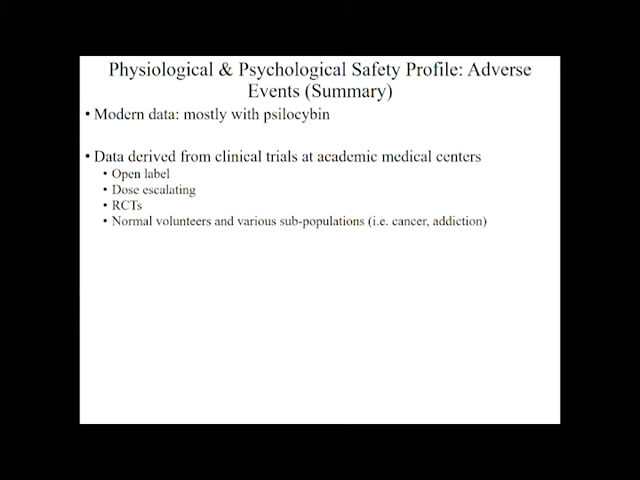 Physiological & Psychological Safety Profile: Adverse
Events (Summary)
• Modern data: mostly with psilocybin
• Data derived from clinical trials at academic medical centers
• Open label
• Dose escalating
• RCTs
• Normal volunteers and various sub-populations (i.e. cancer, addiction)